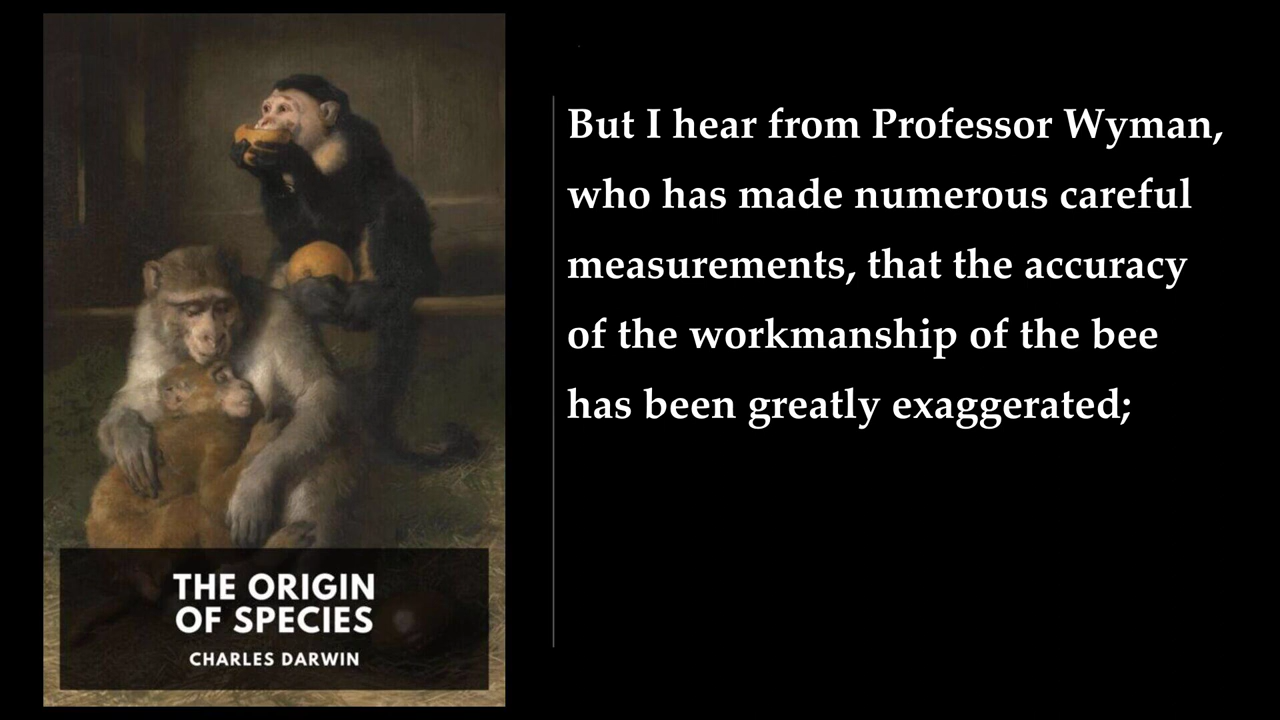 THE ORIGIN
OF SPECIES
CHARLES DARWIN
But I hear from Professor Wyman,
who has made numerous careful
measurements, that the accuracy
of the workmanship of the bee
has been greatly exaggerated;